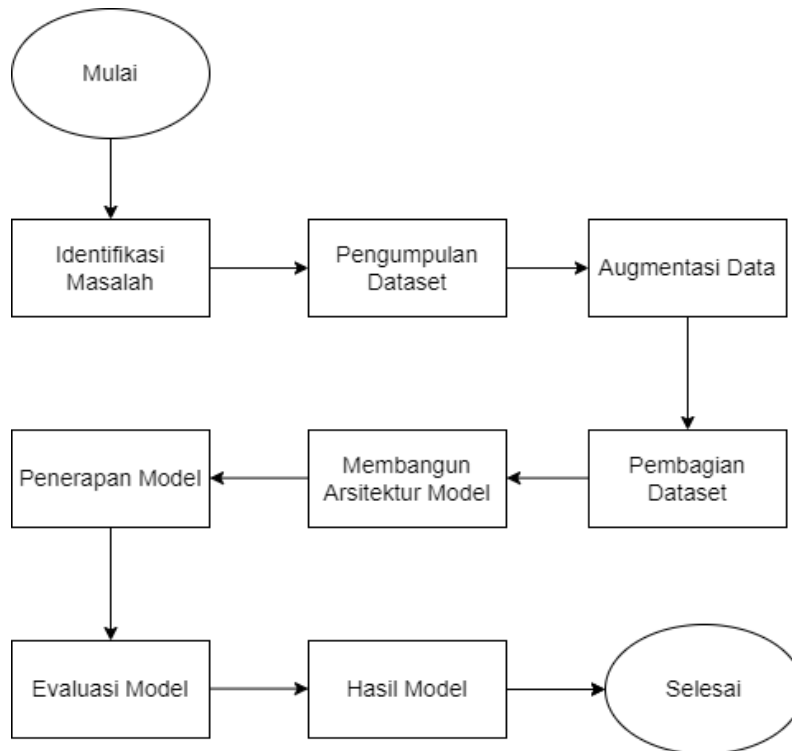 Mulai
Identifikasi
Masalah
Pengumpulan
Dataset
Augmentasi Data
Pembagian
Dataset
Membangun
Arsitektur Model
Penerapan Model
Evaluasi Model
Hasil Model
Selesai